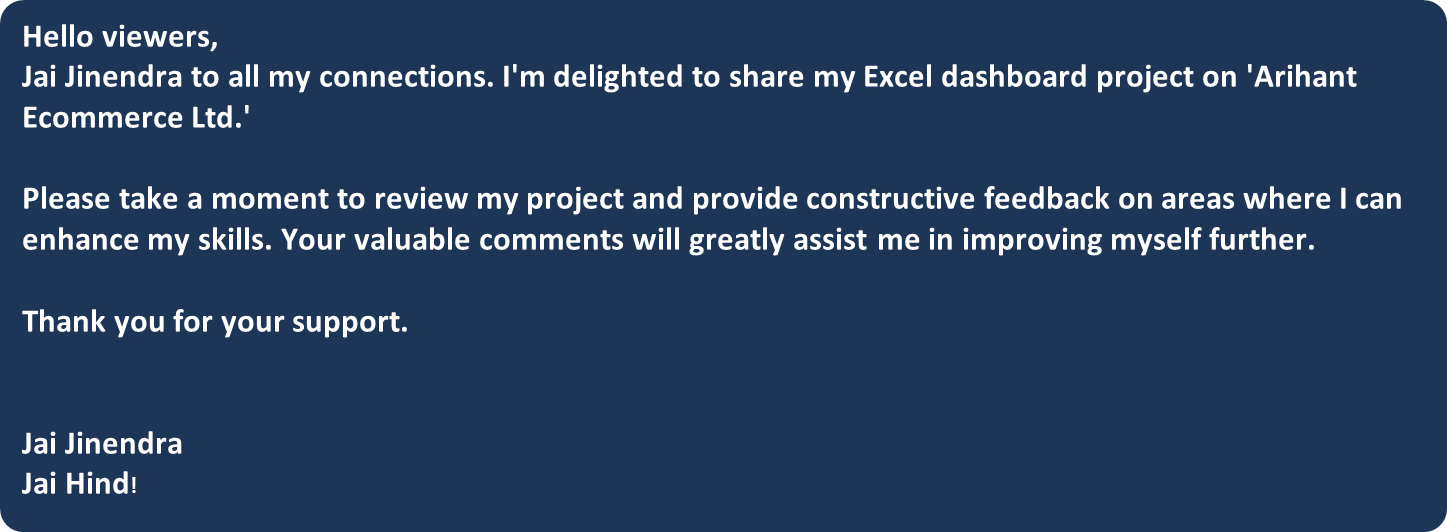 Hello viewers,
Jai Jinendra to all my connections. I'm delighted to share my Excel dashboard project on 'Arihant
Ecommerce Ltd.'
Please take a moment to review my project and provide constructive feedback on areas where I can
enhance my skills. Your valuable comments will greatly assist me in improving myself further.
Thank you for your support.
Jai Jinendra
Jai Hind!